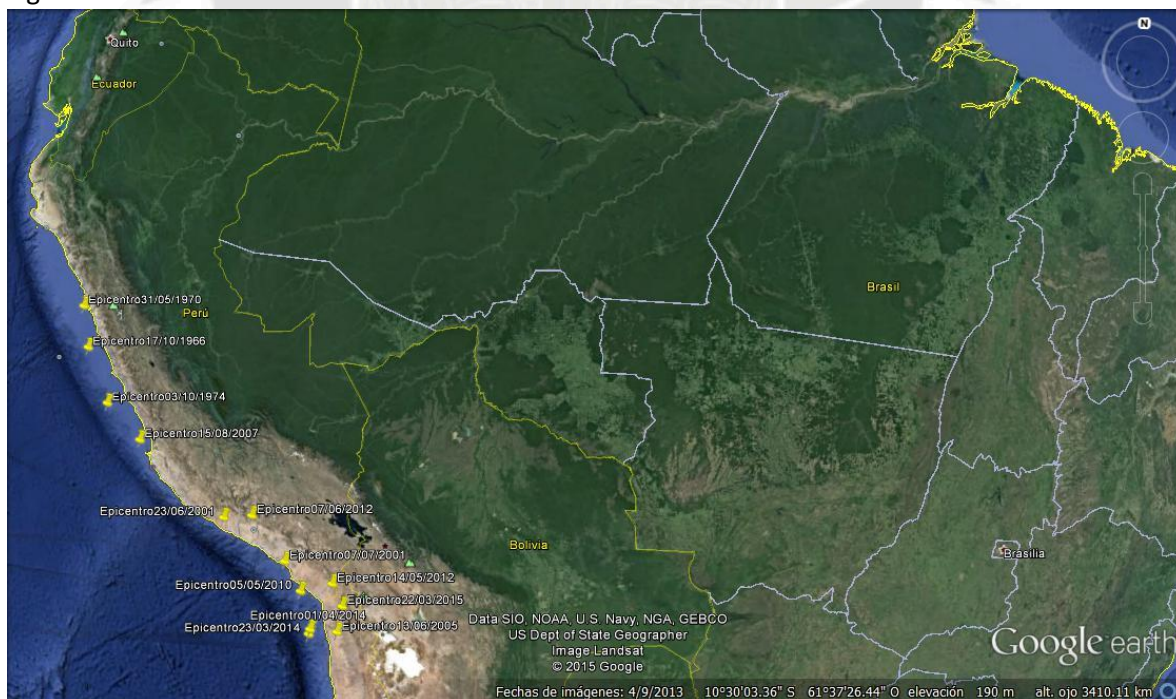 N
Quito
Ecuador
Brasil
Epicentro31/05/1970
Perú
Epicentro17/10/1966
Epicentro03/10/1974
Epicentro15/08/2007
Epicentro23/06/2001
Epicentro07/06/2012
Bolivia
Brasília
Epicentro07/07/2001
Epicentro14/05/2012
Epicentro05/05/2010
Epicentro22/03/2015
Epicentro01/04/2014
Epicentro23/03/2014
Epicentro13/06/2005
Data SIO, NOAA, U.S. Navy, NGA, GEBCO
US Dept of State Geographer
Image Landsat
© 2015 Google
Google earth
Fechas de imágenes: 4/9/2013 10°30'03.36" S 61°37'26.44" O elevación 190 m alt. ojo 3410.11 km